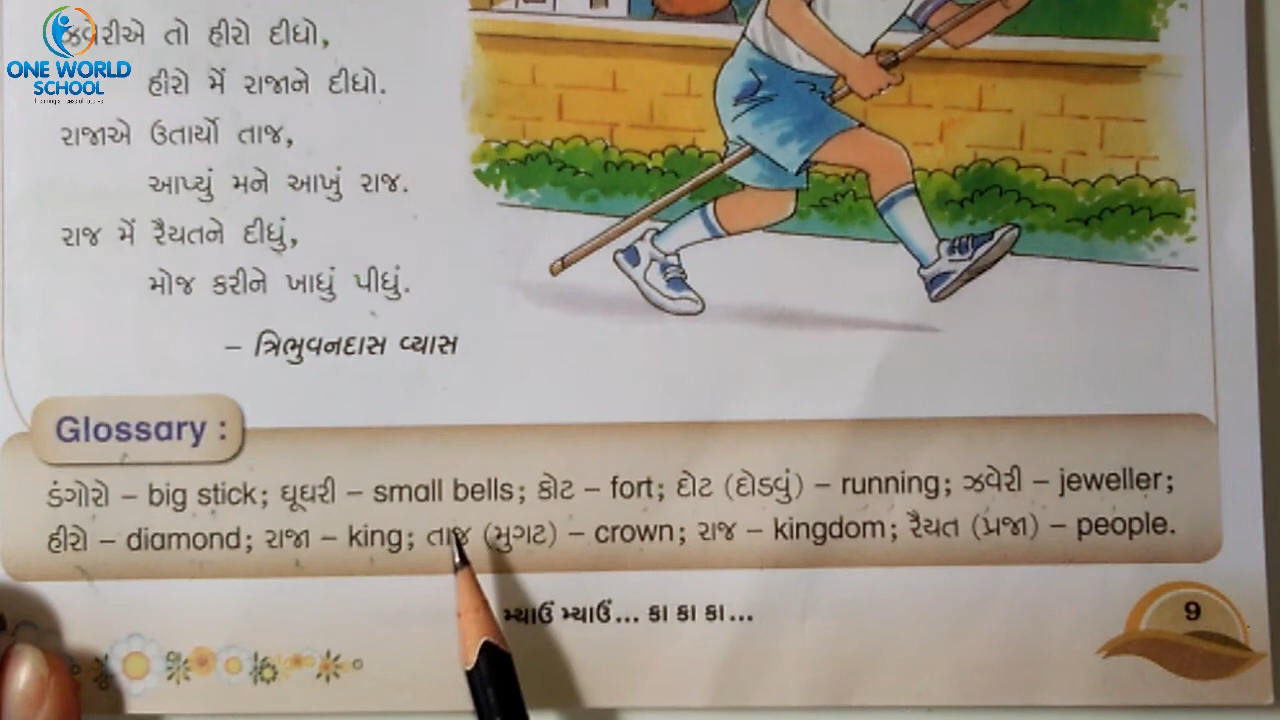 ઝવેરીએ તો હીરો દીધો,
ONE WORLD
SCHOOL
હીરો મેં રાજાને દીધો.
રાજાએ ઉતાર્યો તાજ,
આપ્યું મને આખું રાજ.
રાજ મેં રૈયતને દીધું,
મોજ કરીને ખાધું પીધું.
– ત્રિભુવનદાસ વ્યાસ
Glossary :
ડંગોરો – big stick; ઘૂઘરી – small bells; કોટ – fort; દોટ (દોડવું) – running; ઝવેરી – jeweller;
હીરો – diamond; રાજા – king; તાજ (મુગટ) – crown; રાજ – kingdom; રૈયત (પ્રજા) – people.
મ્યાઉં મ્યાઉં... કા કા કા...
9